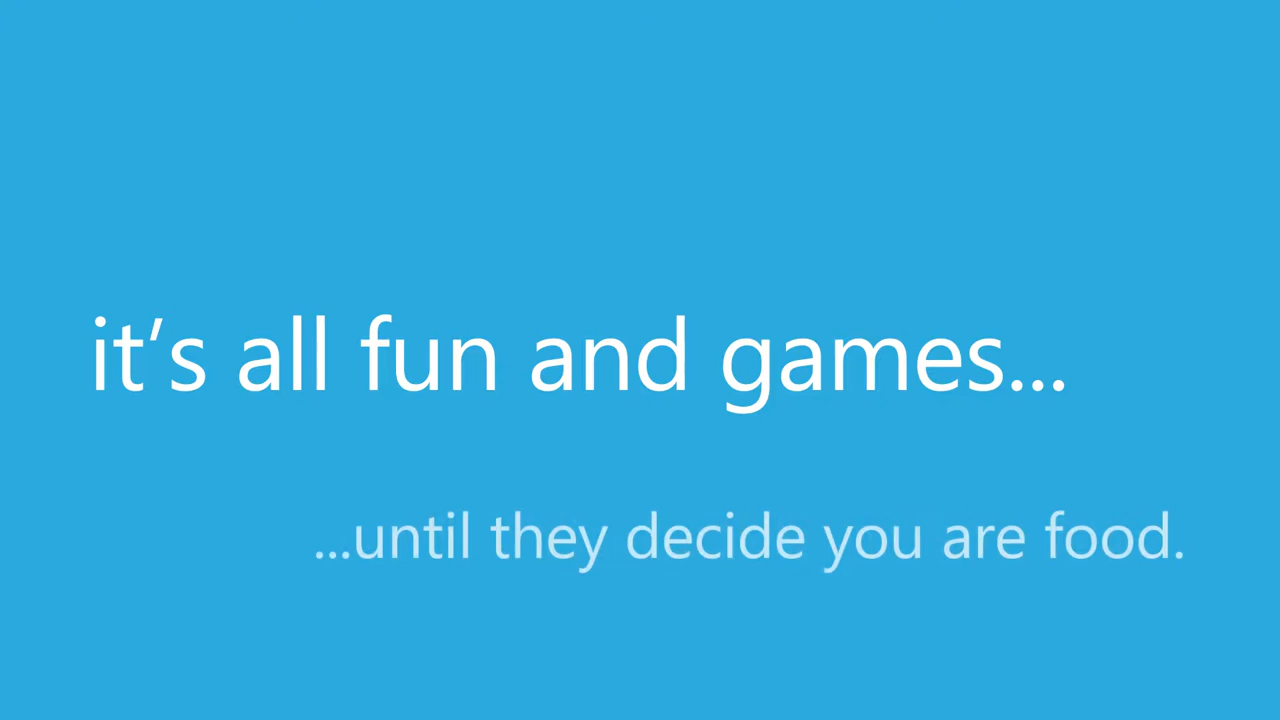 it’s all fun and games...
...until they decide you are food.